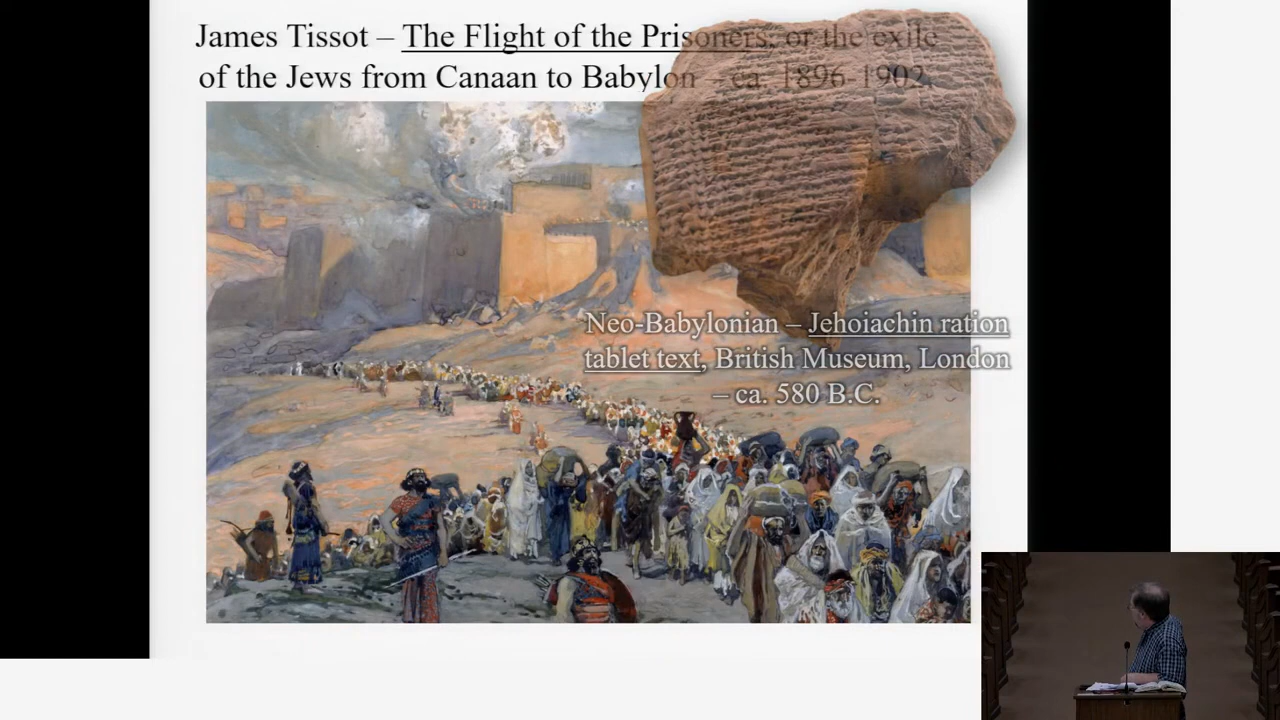 James Tissot – The Flight of the Prisoners, or the exile
of the Jews from Canaan to Babylon – ca. 1896-1902.
Neo-Babylonian – Jehoiachin ration
tablet text, British Museum, London
– ca. 580 B.C.